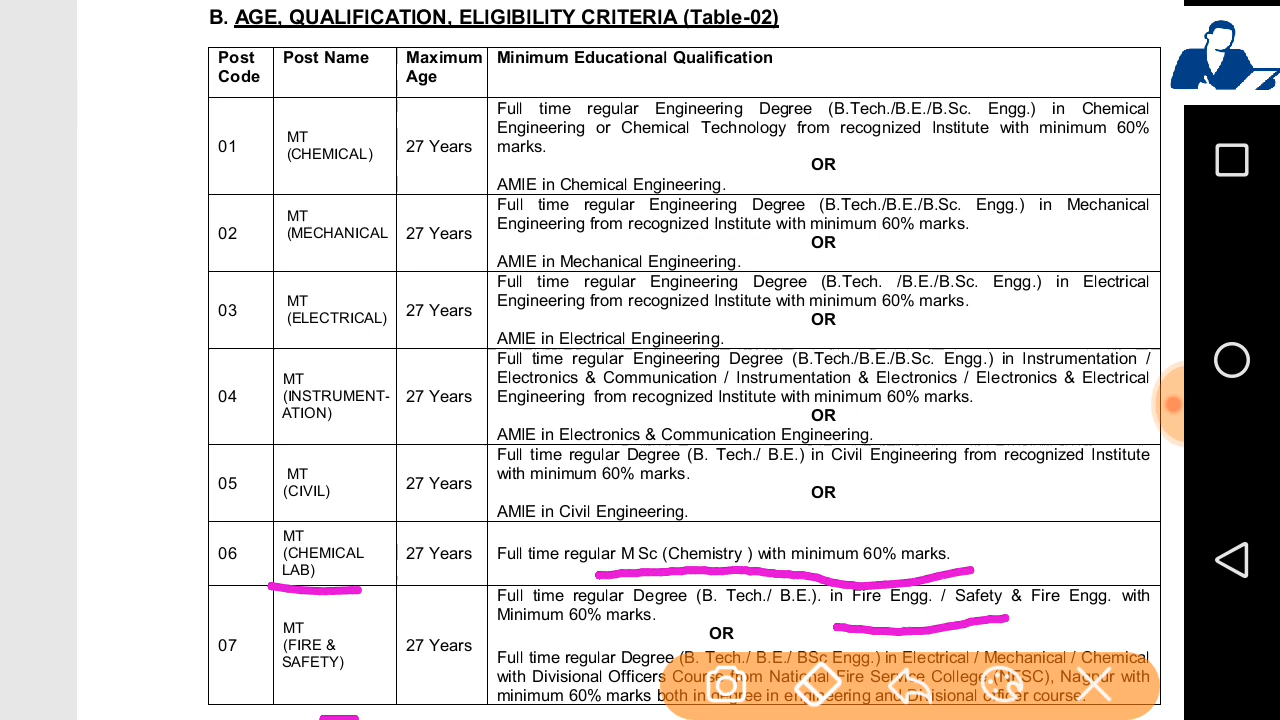 B. AGE, QUALIFICATION, ELIGIBILITY CRITERIA (Table-02)
Post Code
Post Name
Maximum Age
Minimum Educational Qualification
01
MT
(CHEMICAL)
27 Years
Full time regular Engineering Degree (B.Tech./B.E./B.Sc. Engg.) in Chemical
Engineering or Chemical Technology from recognized Institute with minimum 60%
marks.
OR
AMIE in Chemical Engineering.
02
MT
(MECHANICAL
27 Years
Full time regular Engineering Degree (B.Tech./B.E./B.Sc. Engg.) in Mechanical
Engineering from recognized Institute with minimum 60% marks.
OR
AMIE in Mechanical Engineering.
03
MT
(ELECTRICAL)
27 Years
Full time regular Engineering Degree (B.Tech. /B.E./B.Sc. Engg.) in Electrical
Engineering from recognized Institute with minimum 60% marks.
OR
AMIE in Electrical Engineering.
04
MT
(INSTRUMENT-
ATION)
27 Years
Full time regular Engineering Degree (B.Tech./B.E./B.Sc. Engg.) in Instrumentation /
Electronics & Communication / Instrumentation & Electronics / Electronics & Electrical
Engineering from recognized Institute with minimum 60% marks.
OR
AMIE in Electronics & Communication Engineering.
05
MT
(CIVIL)
27 Years
Full time regular Degree (B. Tech./ B.E.) in Civil Engineering from recognized Institute
with minimum 60% marks.
OR
AMIE in Civil Engineering.
06
MT
(CHEMICAL
LAB)
27 Years
Full time regular M Sc (Chemistry ) with minimum 60% marks.
07
MT
(FIRE &
SAFETY)
27 Years
Full time regular Degree (B. Tech./ B.E.). in Fire Engg. / Safety & Fire Engg. with
Minimum 60% marks.
OR
Full time regular Degree (B. Tech./ B.E./ BSc Engg.) in Electrical / Mechanical / Chemical
with Divisional Officers Course from National Fire Service College (NFSC), Nagpur with
minimum 60% marks both in degree in engineering and Divisional officer course.